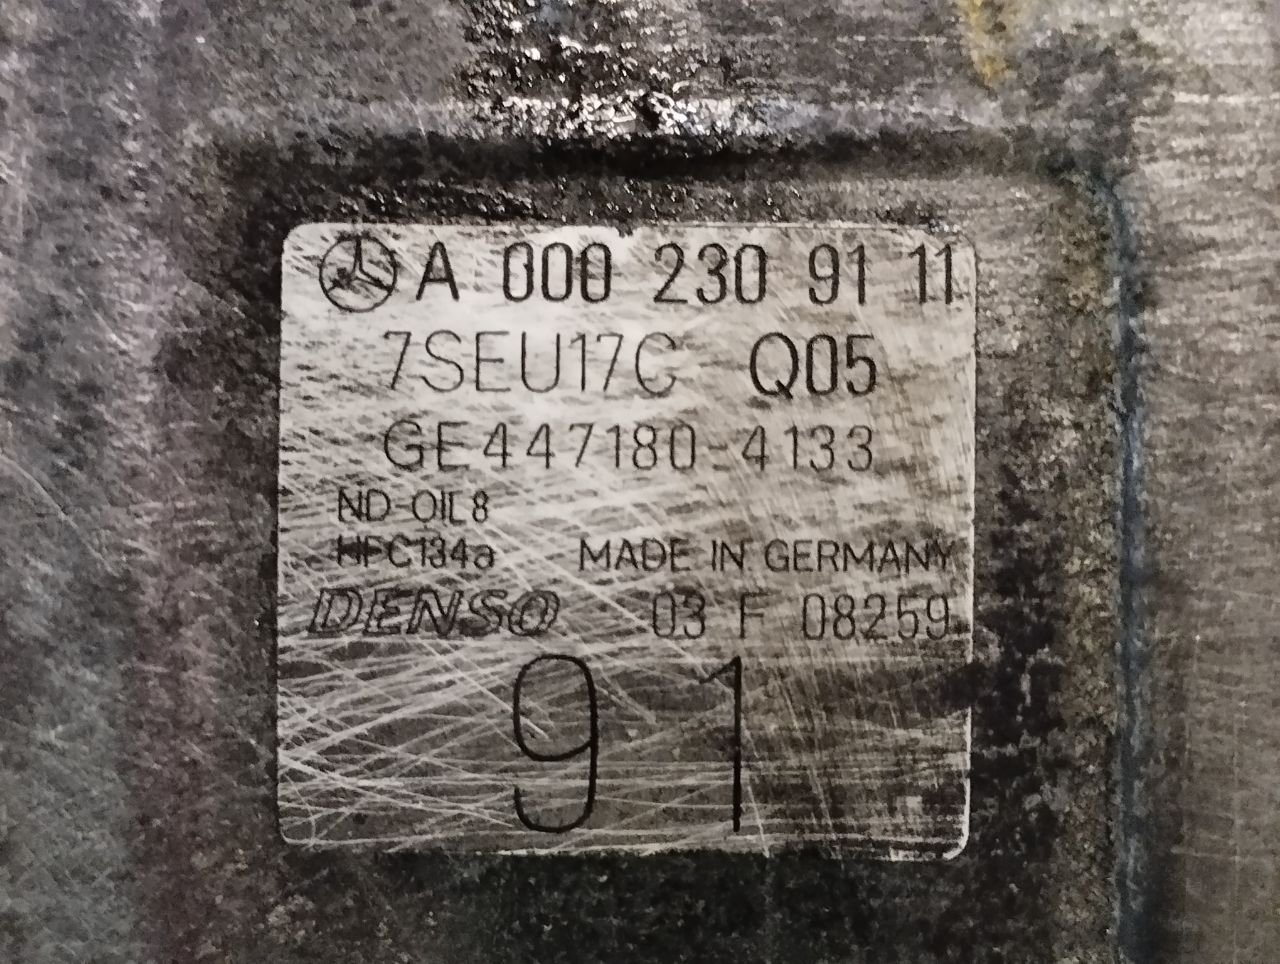 A 000 230 91 11
7SEU17C Q05
GE447180-4133
ND-OIL8
HFC134a MADE IN GERMANY
DENSO 03 F 08259
91